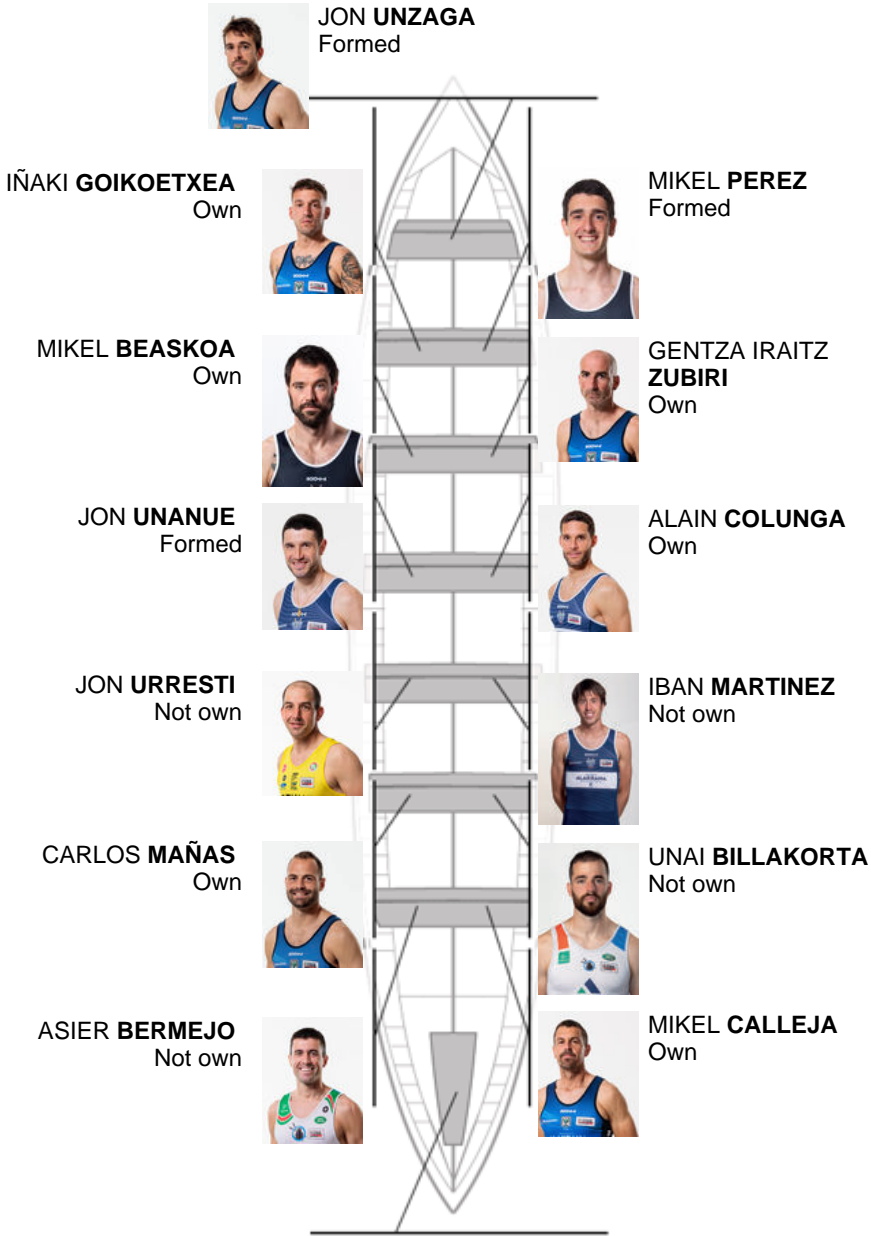 JON UNZAGA
Formed
IÑAKI GOIKOETXEA
Own
MIKEL PEREZ
Formed
MIKEL BEASKOA
Own
GENTZA IRAITZ
ZUBIRI
Own
JON UNANUE
Formed
ALAIN COLUNGA
Own
JON URRESTI
Not own
IBAN MARTINEZ
Not own
CARLOS MAÑAS
Own
UNAI BILLAKORTA
Not own
ASIER BERMEJO
Not own
MIKEL CALLEJA
Own